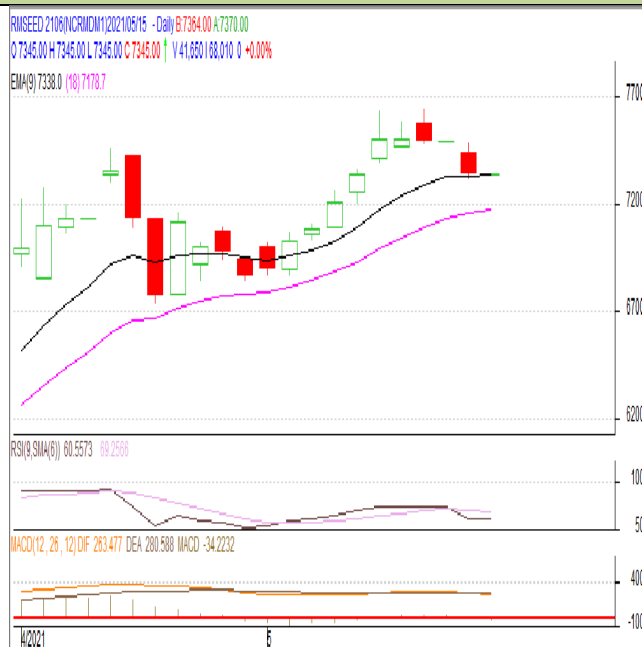 RMSEED 2106(NCRMDM1)2021/05/15 - Daily B:7364.00 A:7370.00
O 7345.00 H 7345.00 L 7345.00 C 7345.00 ↑ V 41,650 I 68,010 0 +0.00%
EMA(9) 7338.0 (18) 7178.7
7700
7200
6700
6200
RSI(9,SMA(6)) 60.5573 69.2566
100
50
MACD(12 , 26 , 12) DIF 263.477 DEA 280.588 MACD -34.2232
400
-100
4/2021 5